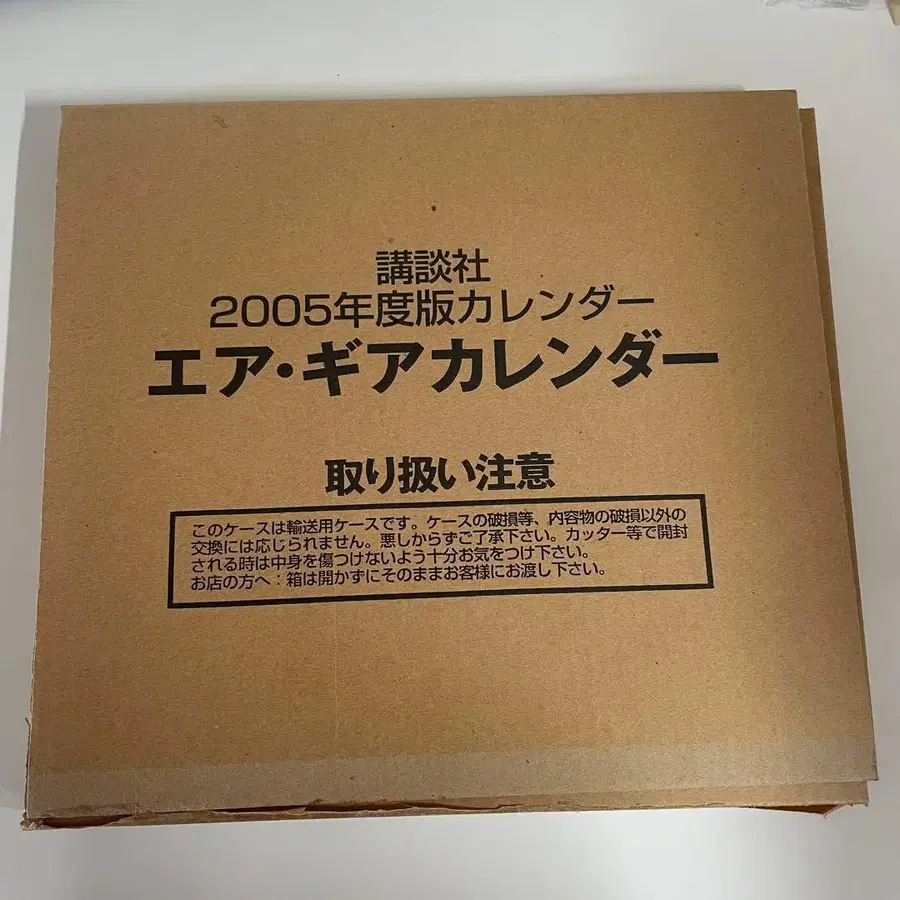 講談社
2005年度版カレンダー
エア・ギアカレンダー
取り扱い注意
このケースは輸送用ケースです。ケースの破損等、内容物の破損以外の
交換には応じられません。悪しからずご了承下さい。カッター等で開封
される時は中身を傷つけないよう十分お気をつけ下さい。
お店の方へ：箱は開かずにそのままお客様にお渡し下さい。